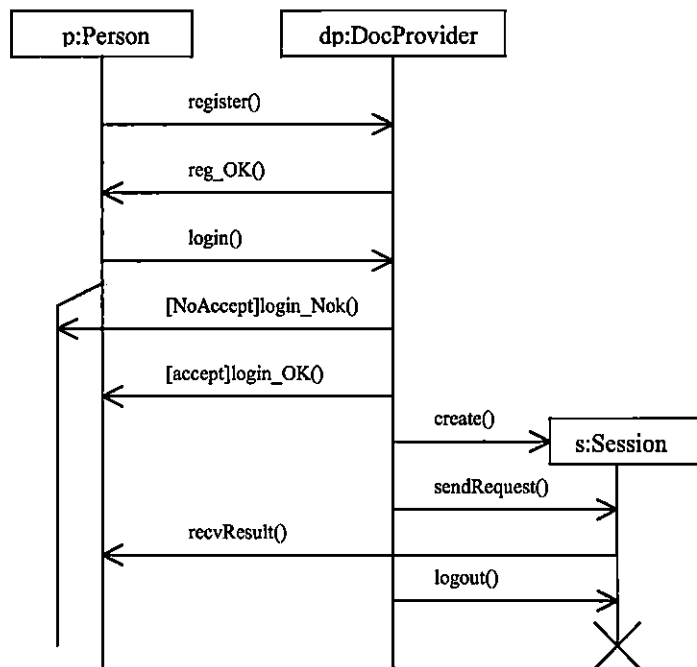 p:Person
dp:DocProvider
register()
reg_OK()
login()
[NoAccept]login_Nok()
[accept]login_OK()
create()
s:Session
sendRequest()
recvResult()
logout()